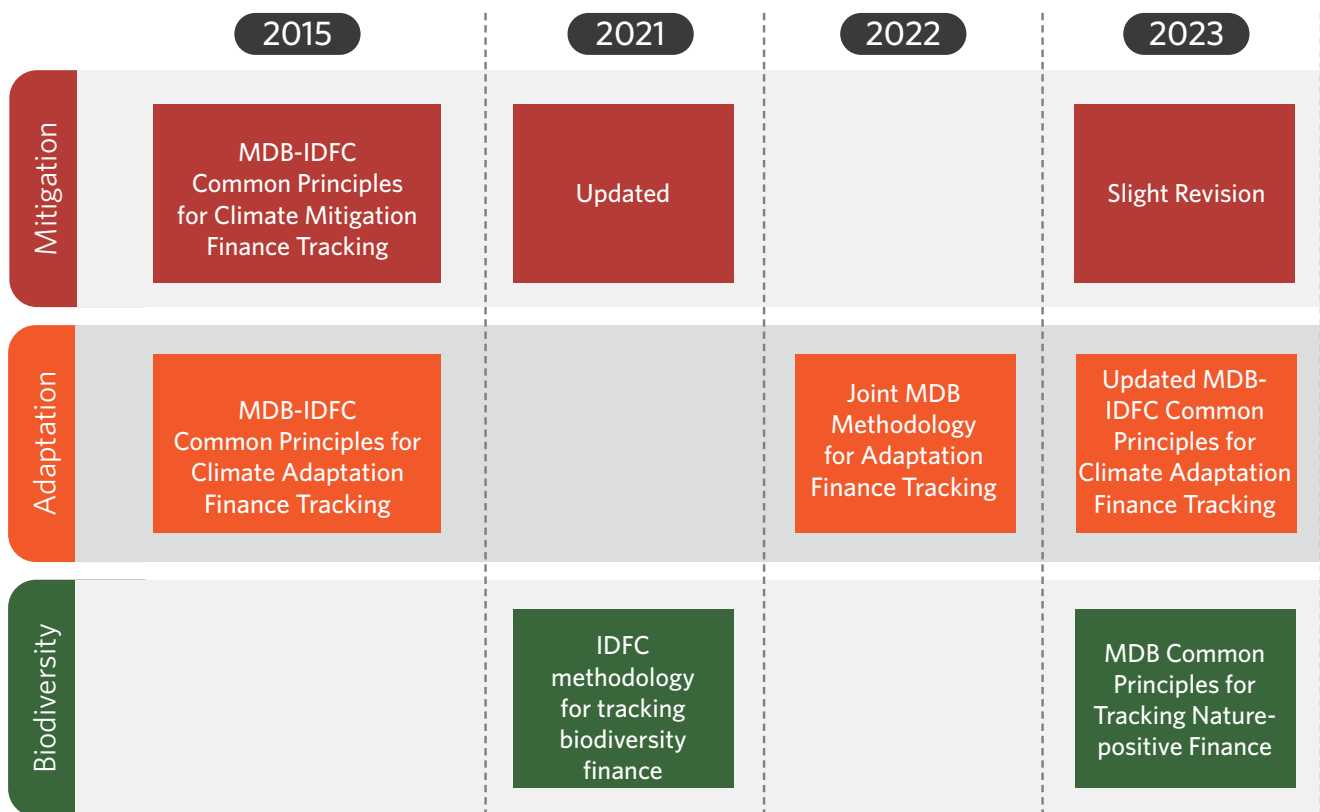 2015
2021
2022
2023
Mitigation
MDB-IDFC
Common Principles
for Climate Mitigation
Finance Tracking
Updated
Slight Revision
Adaptation
MDB-IDFC
Common Principles for
Climate Adaptation
Finance Tracking
Joint MDB
Methodology
for Adaptation
Finance Tracking
Updated MDB-
IDFC Common
Principles for
Climate Adaptation
Finance Tracking
Biodiversity
IDFC
methodology
for tracking
biodiversity
finance
MDB Common
Principles for
Tracking Nature-
positive Finance